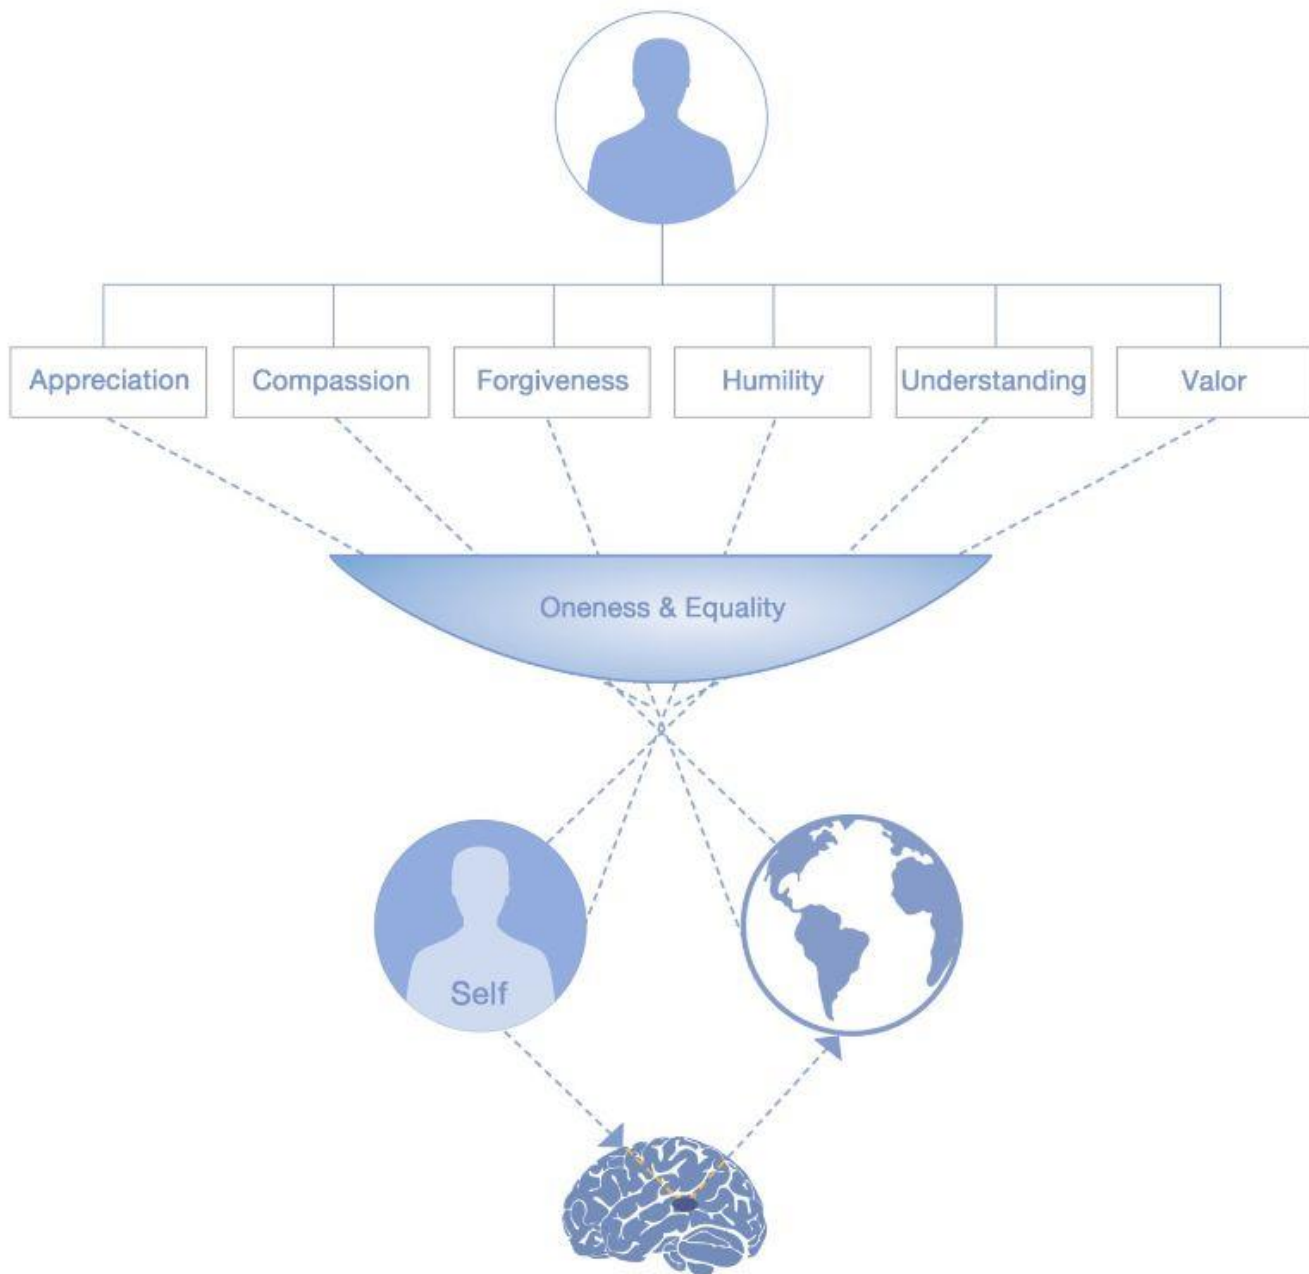 Appreciation
Compassion
Forgiveness
Humility
Understanding
Valor
Oneness & Equality
Self